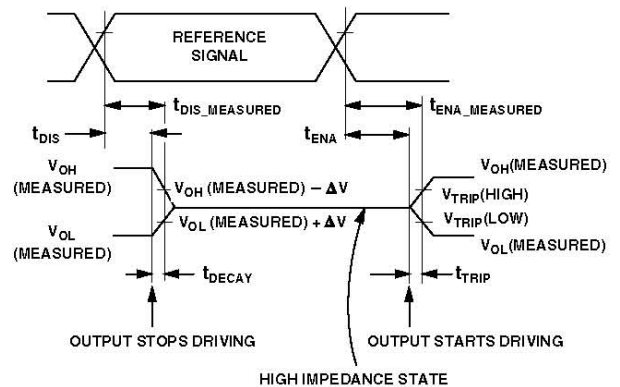 REFERENCE
SIGNAL
tDIS_MEASURED
tENA_MEASURED
tDIS
tENA
VOH
(MEASURED)
VOH (MEASURED) – ΔV
VOH(MEASURED)
VTRIP(HIGH)
VOL
(MEASURED)
VOL (MEASURED) + ΔV
VTRIP(LOW)
VOL(MEASURED)
tDECAY
tTRIP
OUTPUT STOPS DRIVING
OUTPUT STARTS DRIVING
HIGH IMPEDANCE STATE